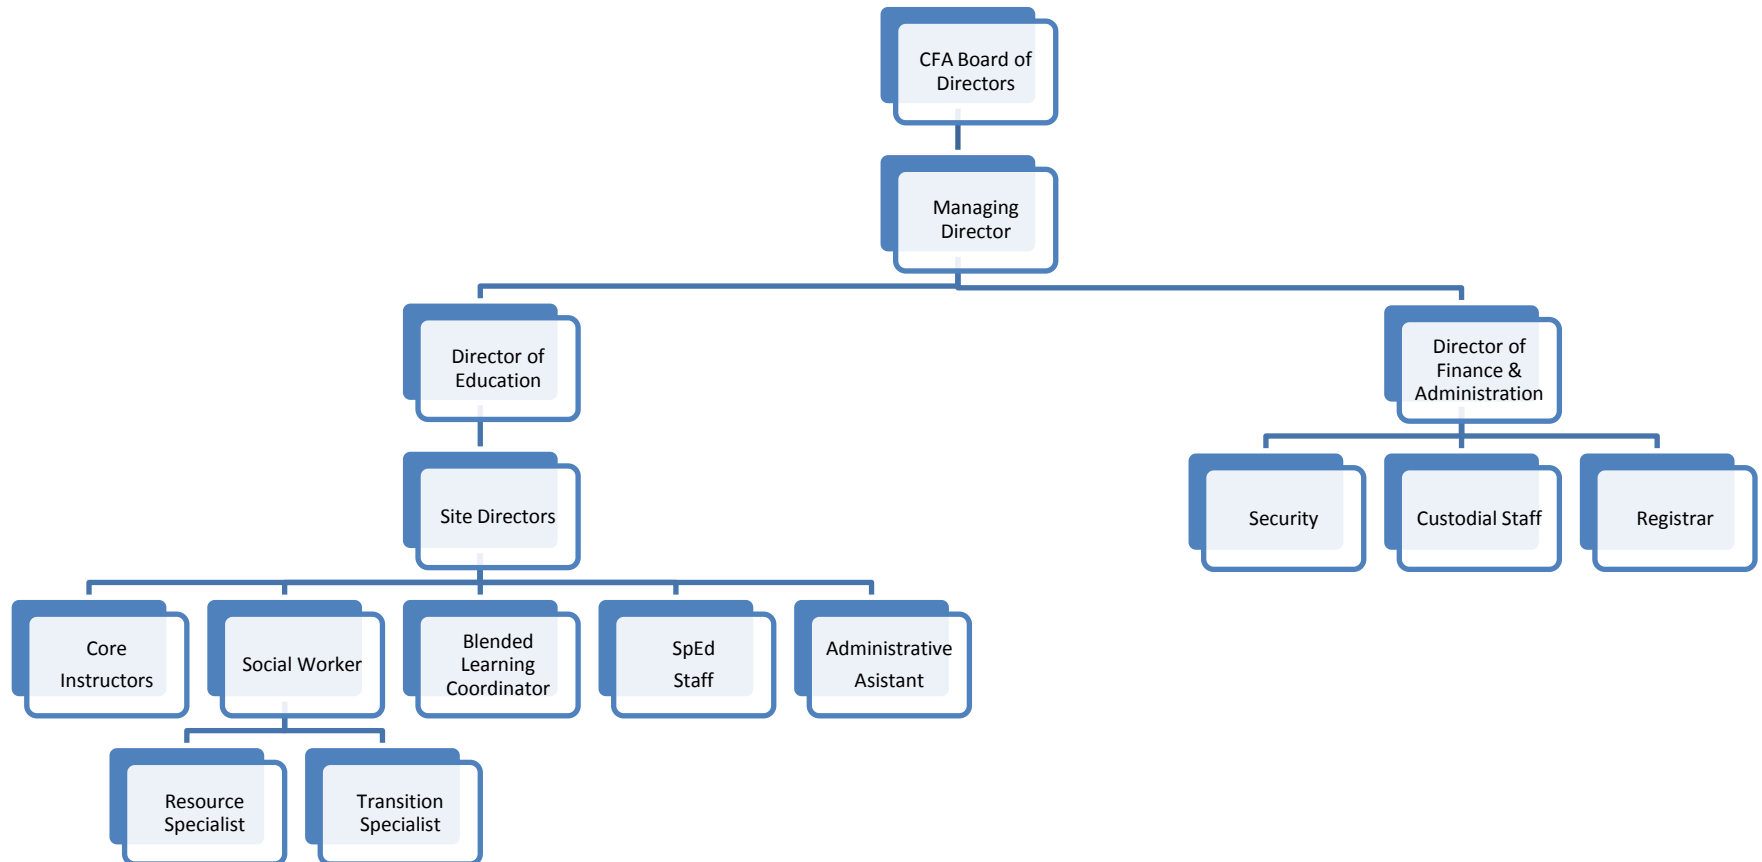 CFA Board of
Directors
Managing
Director
Director of
Education
Director of
Finance &
Administration
Site Directors
Security
Custodial Staff
Registrar
Core
Instructors
Social Worker
Blended
Learning
Coordinator
SpEd
Staff
Administrative
Asistant
Resource
Specialist
Transition
Specialist